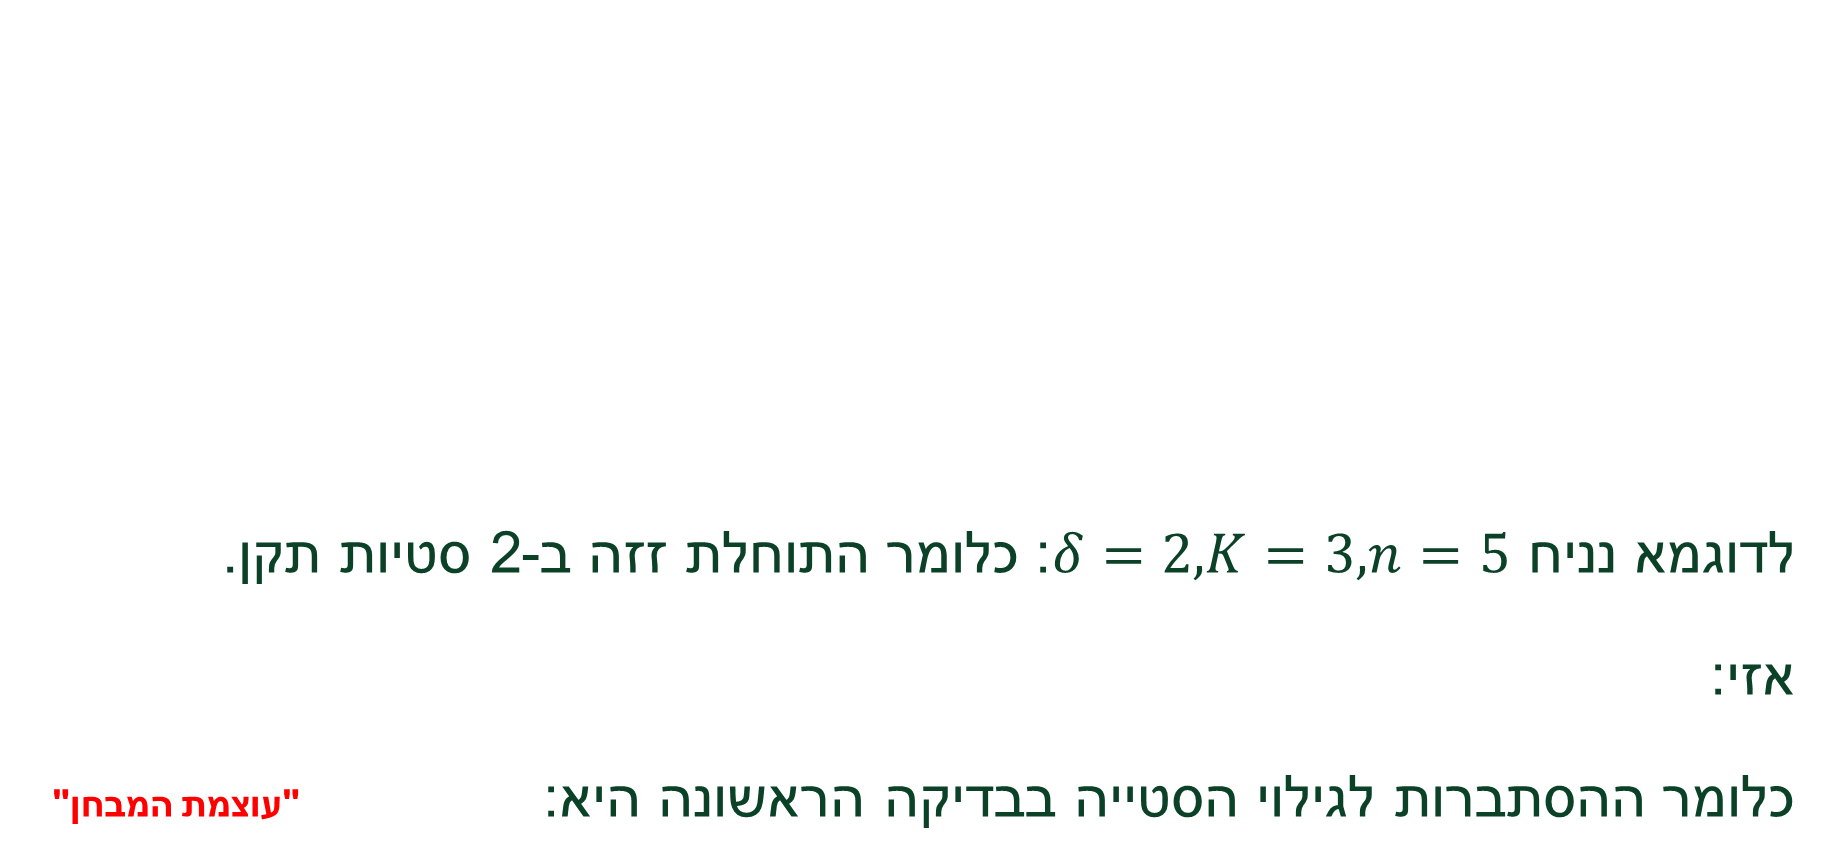 לדוגמא נניח δ = 2,K = 3,n = 5: כלומר התוחלת זזה ב-2 סטיות תקן.
אזי:
כלומר ההסתברות לגילוי הסטייה בבדיקה הראשונה היא: "עוצמת המבחן"